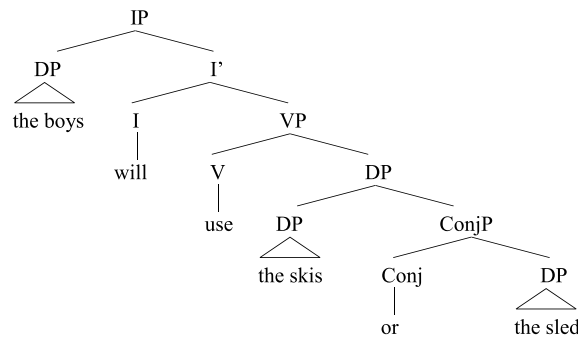 IP
DP I'
the boys I VP
will V DP
use DP ConjP
the skis Conj DP
or the sled